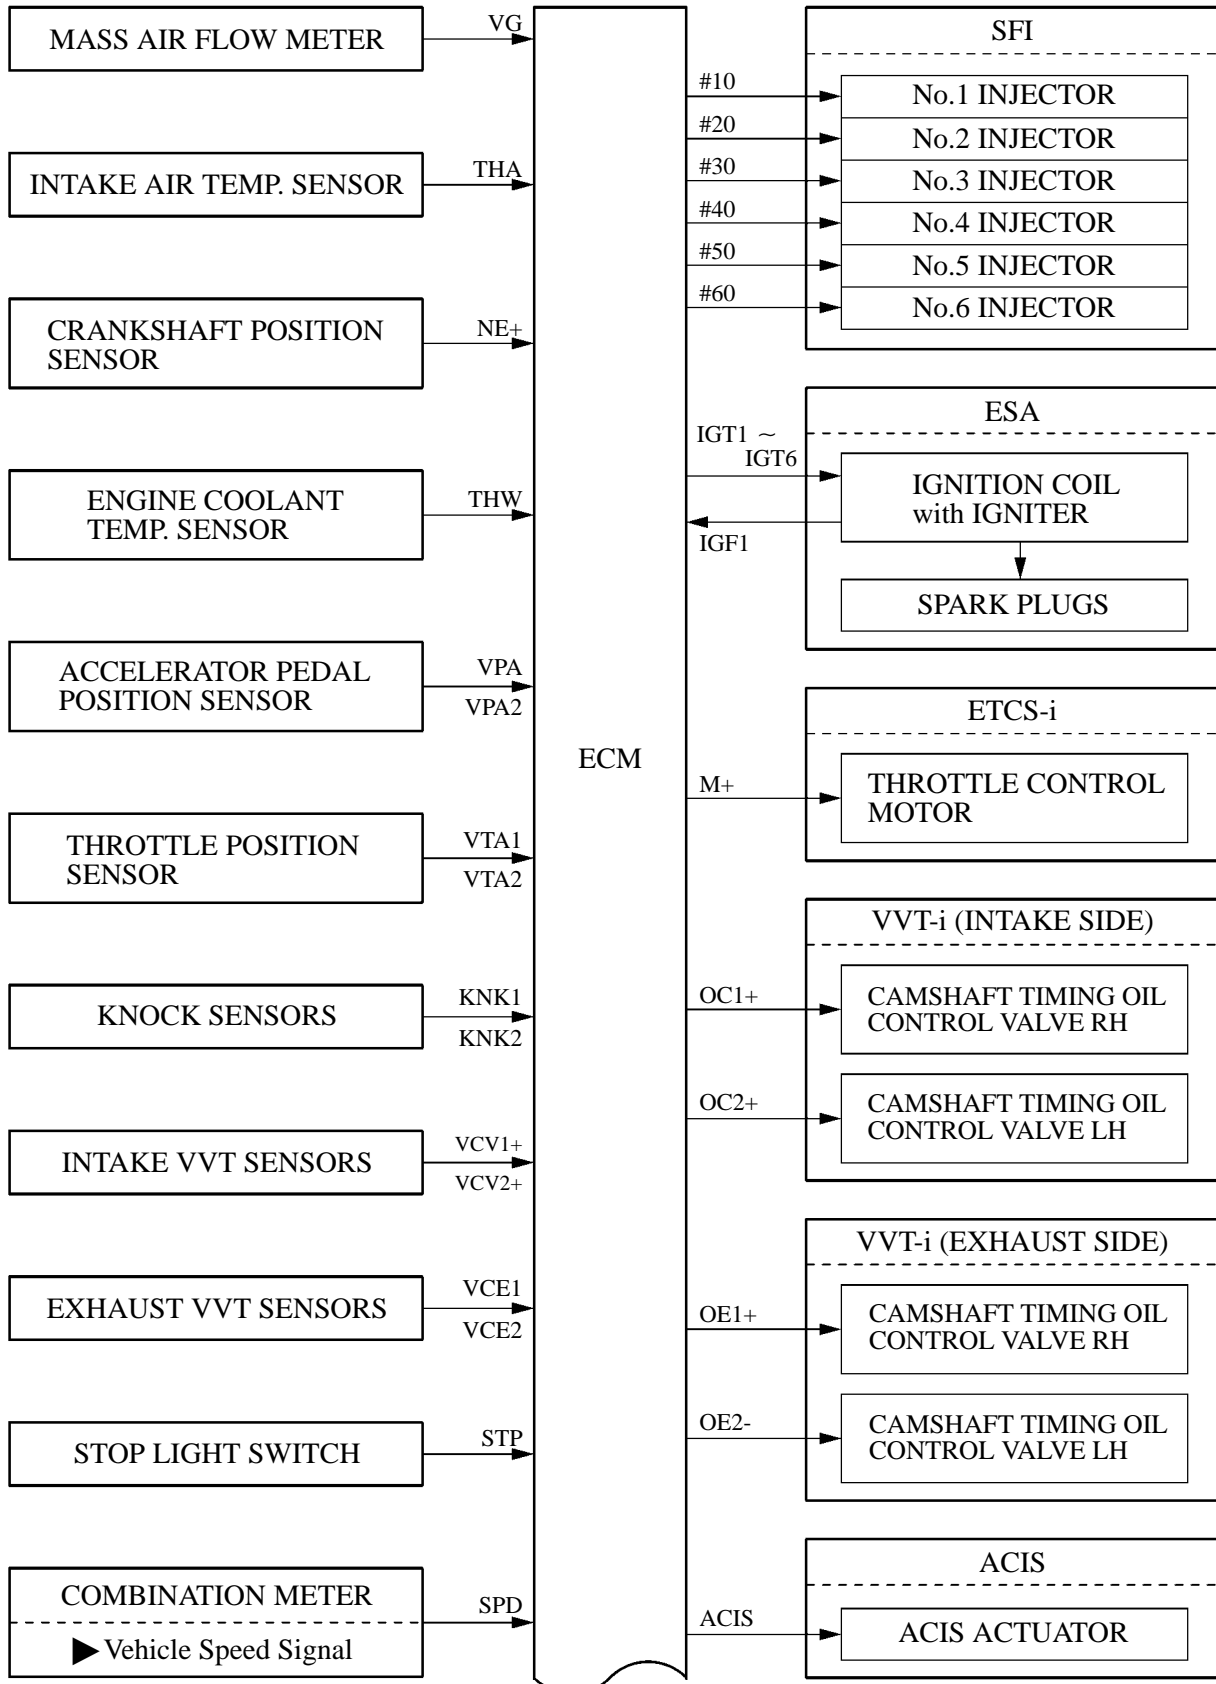 MASS AIR FLOW METER
VG
INTAKE AIR TEMP. SENSOR
THA
CRANKSHAFT POSITION
SENSOR
NE+
ENGINE COOLANT
TEMP. SENSOR
THW
ACCELERATOR PEDAL
POSITION SENSOR
VPA
VPA2
THROTTLE POSITION
SENSOR
VTA1
VTA2
KNOCK SENSORS
KNK1
KNK2
INTAKE VVT SENSORS
VCV1+
VCV2+
EXHAUST VVT SENSORS
VCE1
VCE2
STOP LIGHT SWITCH
STP
COMBINATION METER
▶ Vehicle Speed Signal
SPD
ECM
SFI
#10
No.1 INJECTOR
#20
No.2 INJECTOR
#30
No.3 INJECTOR
#40
No.4 INJECTOR
#50
No.5 INJECTOR
#60
No.6 INJECTOR
ESA
IGT1 ~
IGT6
IGF1
IGNITION COIL
with IGNITER
SPARK PLUGS
ETCS-i
M+
THROTTLE CONTROL
MOTOR
VVT-i (INTAKE SIDE)
OC1+
CAMSHAFT TIMING OIL
CONTROL VALVE RH
OC2+
CAMSHAFT TIMING OIL
CONTROL VALVE LH
VVT-i (EXHAUST SIDE)
OE1+
CAMSHAFT TIMING OIL
CONTROL VALVE RH
OE2-
CAMSHAFT TIMING OIL
CONTROL VALVE LH
ACIS
ACIS
ACIS ACTUATOR